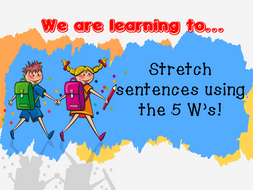 We are learning to...
Stretch
sentences using
the 5 W's!